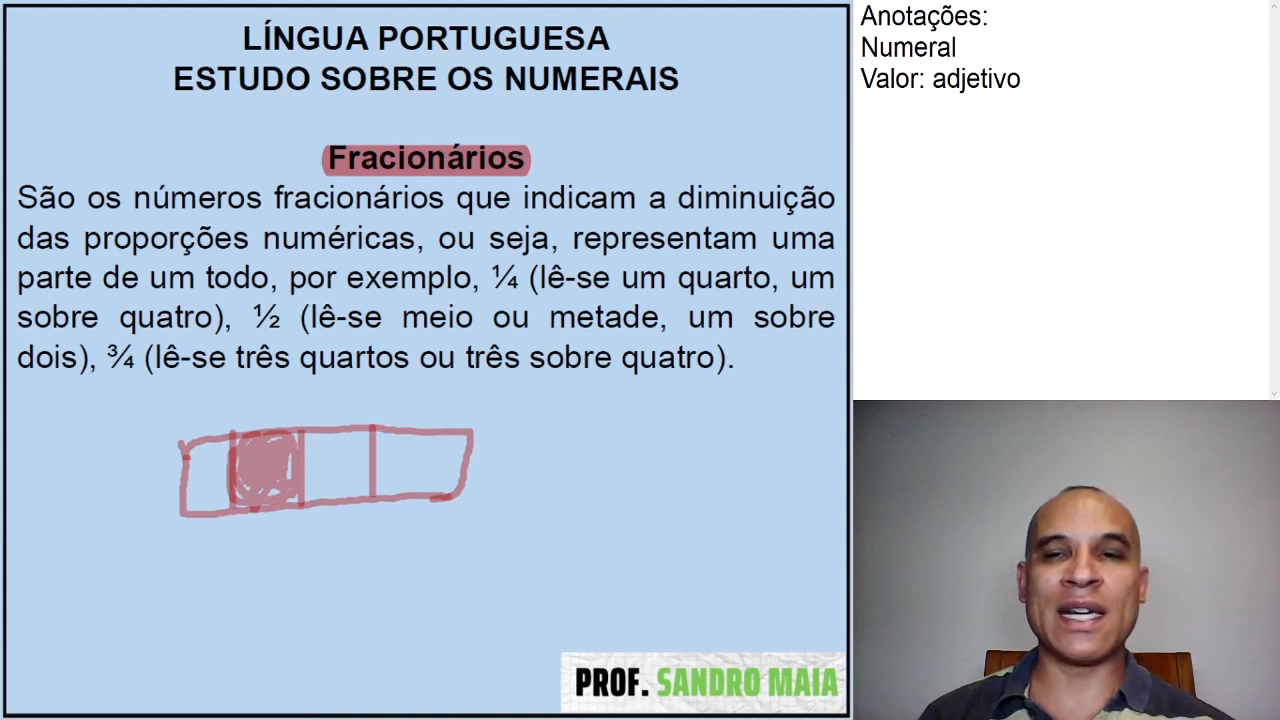 LÍNGUA PORTUGUESA
ESTUDO SOBRE OS NUMERAIS
Fracionários
São os números fracionários que indicam a diminuição
das proporções numéricas, ou seja, representam uma
parte de um todo, por exemplo, ¼ (lê-se um quarto, um
sobre quatro), ½ (lê-se meio ou metade, um sobre
dois), ¾ (lê-se três quartos ou três sobre quatro).
PROF. SANDRO MAIA
Anotações:
Numeral
Valor: adjetivo